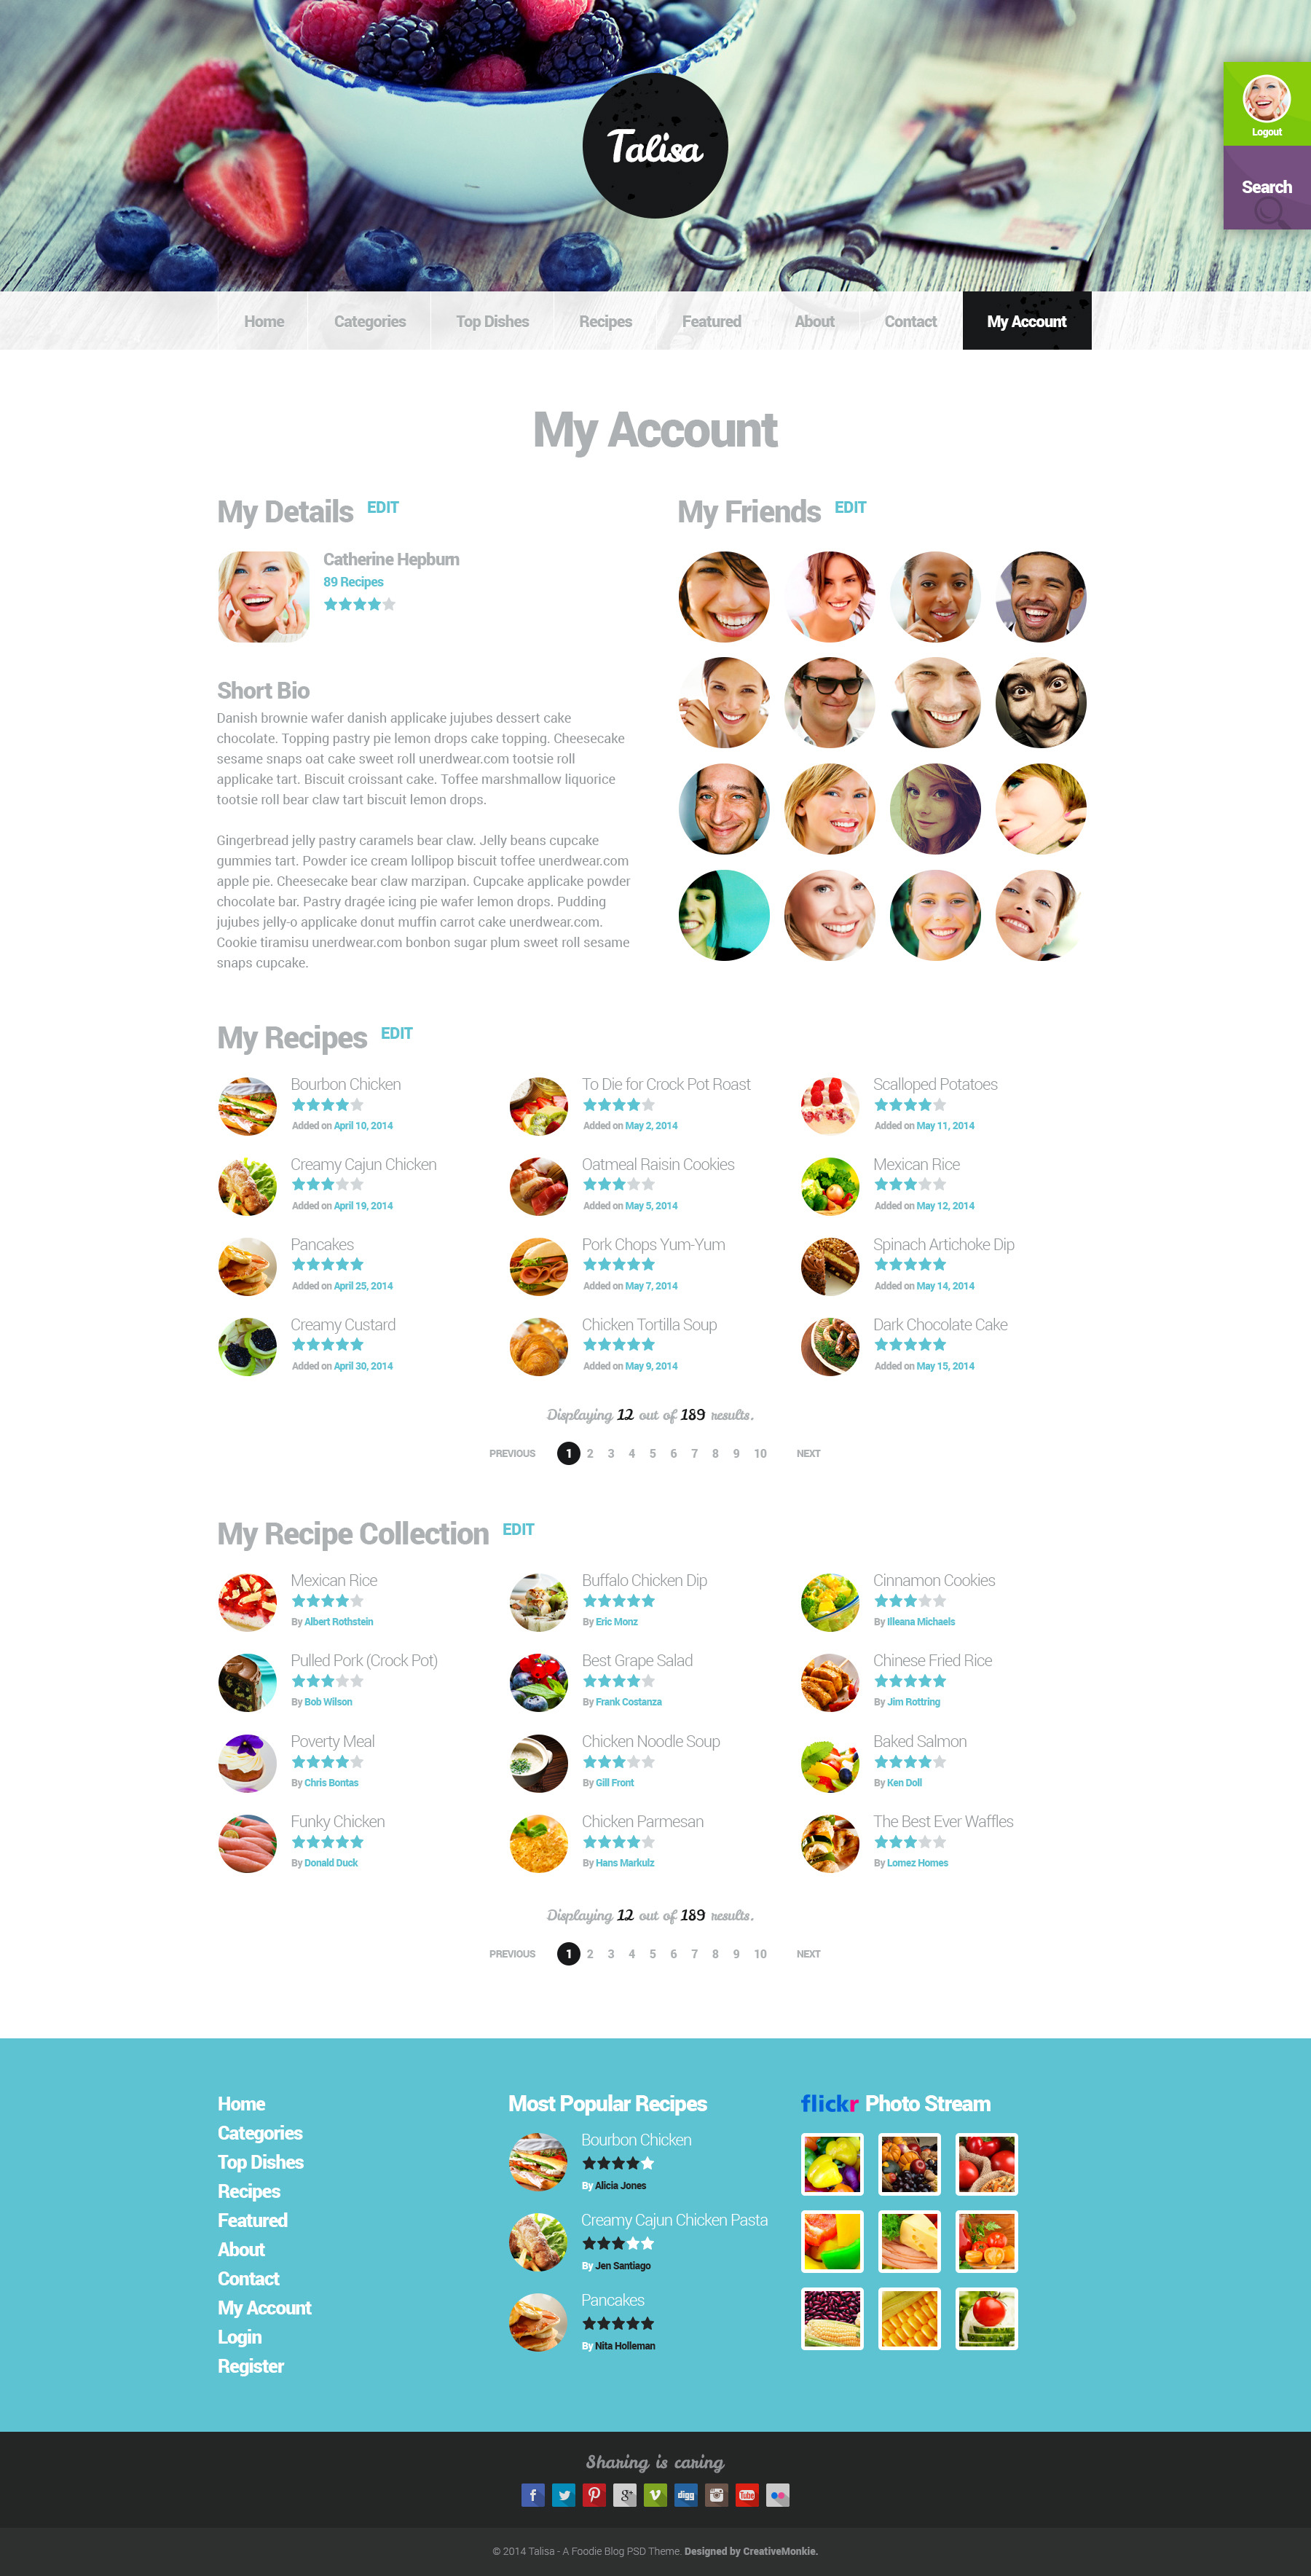 Talisa
Logout
Search
Home Categories Top Dishes Recipes Featured About Contact My Account
My Account
My Details EDIT
Catherine Hepburn
89 Recipes
Short Bio
Danish brownie wafer danish applicake jujubes dessert cake
chocolate. Topping pastry pie lemon drops cake topping. Cheesecake
sesame snaps oat cake sweet roll unerdwear.com tootsie roll
applicake tart. Biscuit croissant cake. Toffee marshmallow liquorice
tootsie roll bear claw tart biscuit lemon drops.
Gingerbread jelly pastry caramels bear claw. Jelly beans cupcake
gummies tart. Powder ice cream lollipop biscuit toffee unerdwear.com
apple pie. Cheesecake bear claw marzipan. Cupcake applicake powder
chocolate bar. Pastry dragée icing pie wafer lemon drops. Pudding
jujubes jelly-o applicake donut muffin carrot cake unerdwear.com.
Cookie tiramisu unerdwear.com bonbon sugar plum sweet roll sesame
snaps cupcake.
My Friends EDIT
My Recipes EDIT
Bourbon Chicken
Added on April 10, 2014
To Die for Crock Pot Roast
Added on May 2, 2014
Scalloped Potatoes
Added on May 11, 2014
Creamy Cajun Chicken
Added on April 19, 2014
Oatmeal Raisin Cookies
Added on May 5, 2014
Mexican Rice
Added on May 12, 2014
Pancakes
Added on April 25, 2014
Pork Chops Yum-Yum
Added on May 7, 2014
Spinach Artichoke Dip
Added on May 14, 2014
Creamy Custard
Added on April 30, 2014
Chicken Tortilla Soup
Added on May 9, 2014
Dark Chocolate Cake
Added on May 15, 2014
Displaying 12 out of 189 results.
PREVIOUS 1 2 3 4 5 6 7 8 9 10 NEXT
My Recipe Collection EDIT
Mexican Rice
By Albert Rothstein
Buffalo Chicken Dip
By Eric Monz
Cinnamon Cookies
By Illeana Michaels
Pulled Pork (Crock Pot)
By Bob Wilson
Best Grape Salad
By Frank Costanza
Chinese Fried Rice
By Jim Rottring
Poverty Meal
By Chris Bontas
Chicken Noodle Soup
By Gill Front
Baked Salmon
By Ken Doll
Funky Chicken
By Donald Duck
Chicken Parmesan
By Hans Markulz
The Best Ever Waffles
By Lomez Homes
Displaying 12 out of 189 results.
PREVIOUS 1 2 3 4 5 6 7 8 9 10 NEXT
Home
Categories
Top Dishes
Recipes
Featured
About
Contact
My Account
Login
Register
Most Popular Recipes
Bourbon Chicken
By Alicia Jones
Creamy Cajun Chicken Pasta
By Jen Santiago
Pancakes
By Nita Holleman
flickr Photo Stream
Sharing is caring
f g+ v digg You Tube
© 2014 Talisa - A Foodie Blog PSD Theme. Designed by CreativeMonkie.